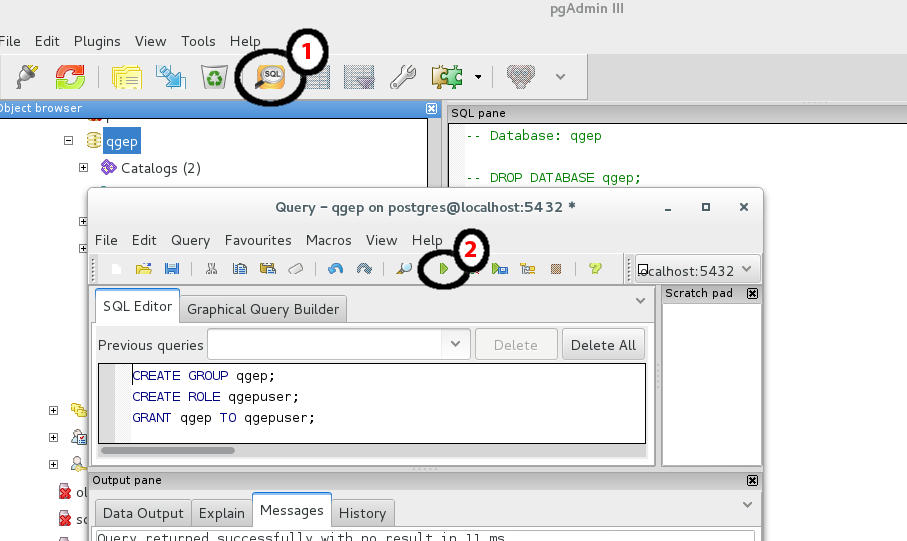 pgAdmin III
File Edit Plugins View Tools Help
1
SQL
Object browser
SQL pane
qgep
-- Database: qgep
Catalogs (2)
-- DROP DATABASE qgep;
Query - qgep on postgres@localhost:5432 *
File Edit Query Favourites Macros View Help
2
ocalhost:5432
SQL Editor
Graphical Query Builder
Scratch pad
Previous queries
Delete
Delete All
CREATE GROUP qgep;
CREATE ROLE qgepuser;
GRANT qgep TO qgepuser;
Output pane
Data Output
Explain
Messages
History
Query returned successfully with no result in 11 ms